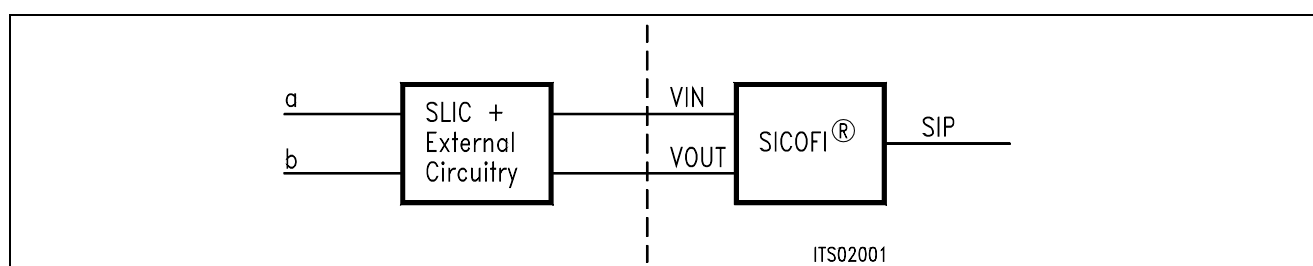 a
b
SLIC +
External
Circuitry
VIN
VOUT
SICOFI®
SIP
ITS02001